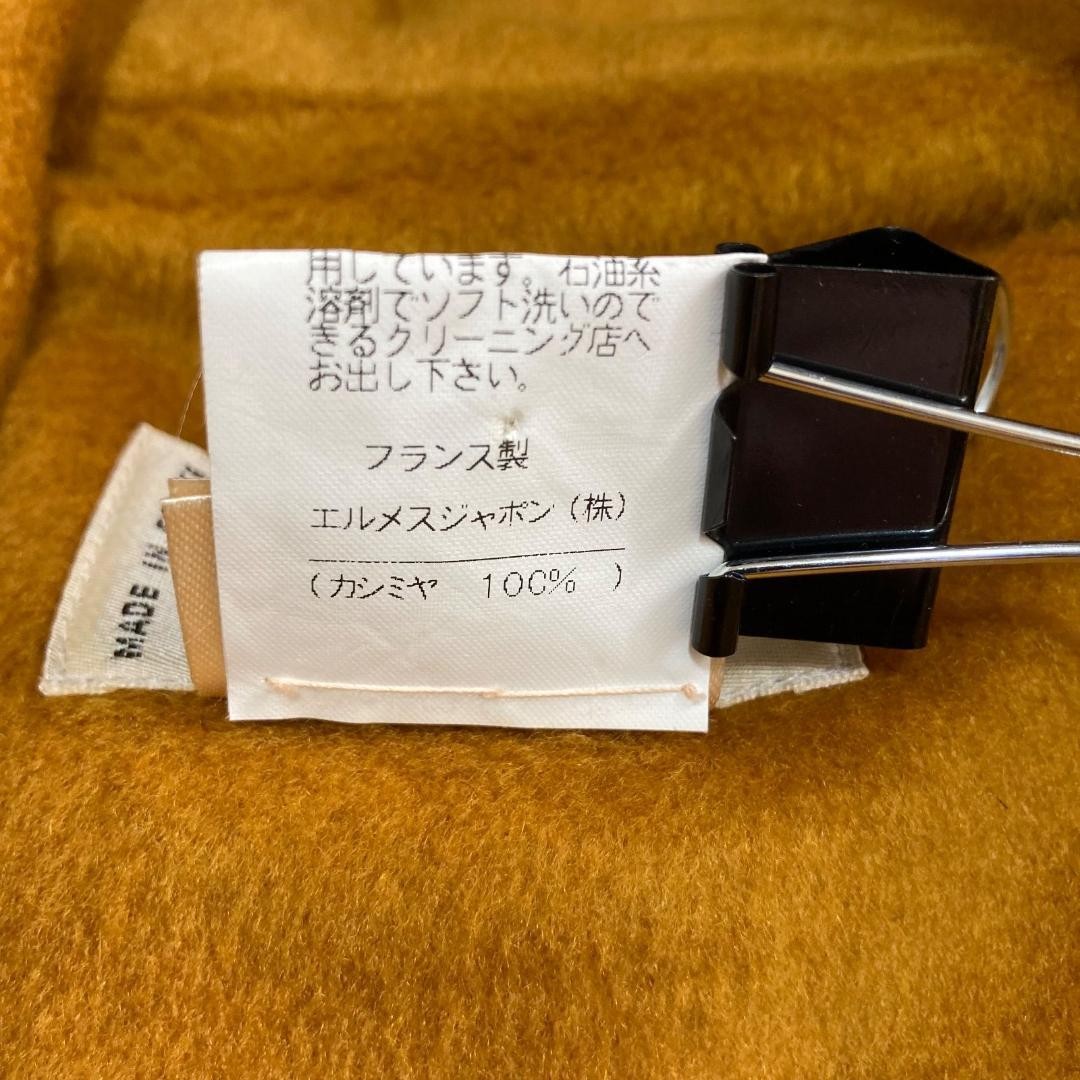 用しています。石油系
溶剤でソフト洗いので
きるクリーニング店へ
お出し下さい。
フランス製
エルメスジャポン（株）
（カシミヤ 100% ）
MADE IN